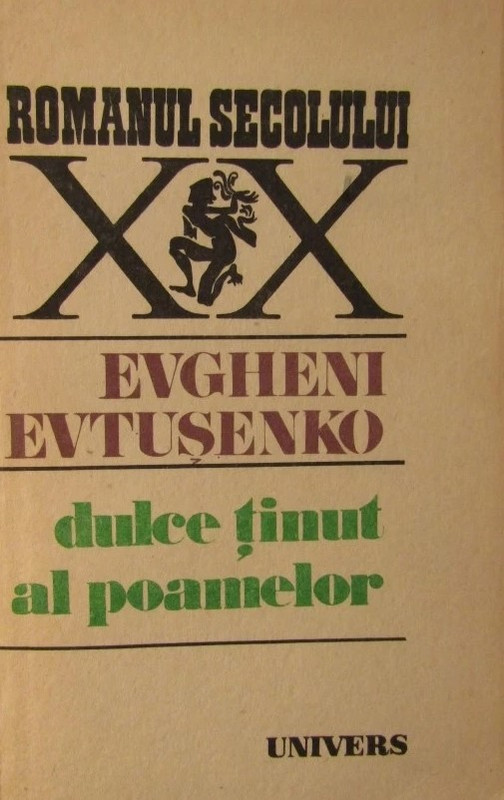 ROMANUL SECOLULUI
XX
EVGHENI
EVTUȘENKO
dulce ținut
al poamelor
UNIVERS